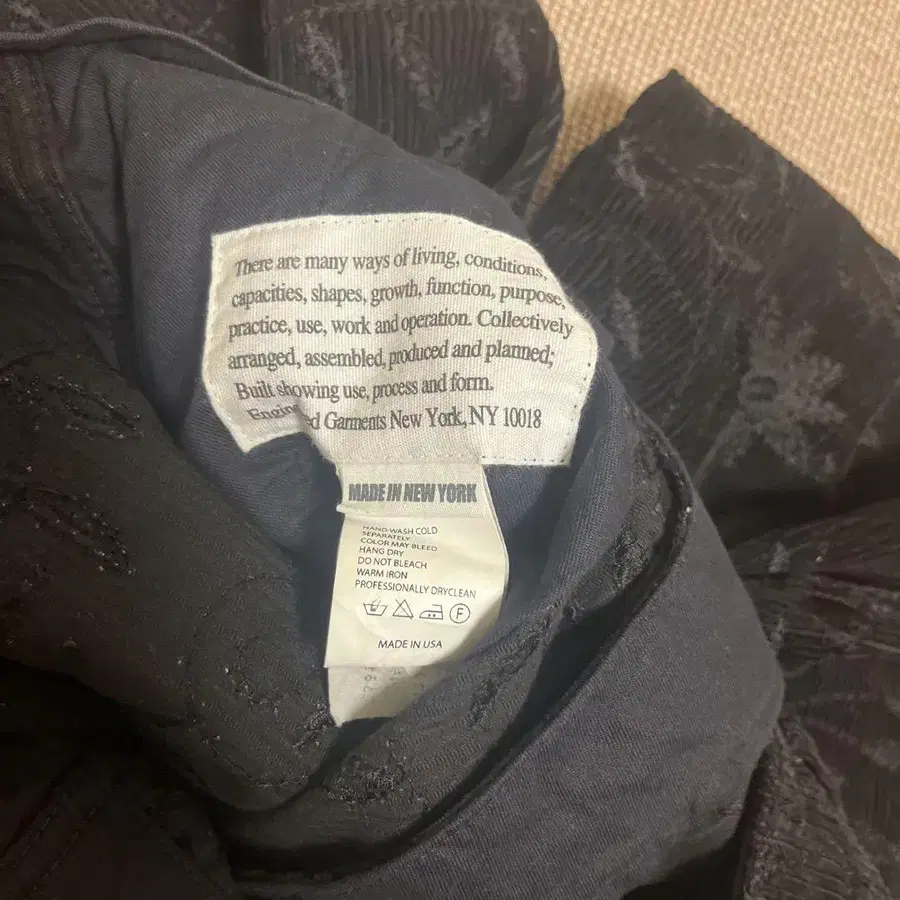 There are many ways of living, conditions,
capacities, shapes, growth, function, purpose,
practice, use, work and operation. Collectively
arranged, assembled, produced and planned;
Built showing use, process and form.
Garments New York, NY 10018
MADE IN NEW YORK
HAND WASH COLD
SEPARATELY
COLOR MAY BLEED
HANG DRY
DO NOT BLEACH
WARM IRON
PROFESSIONALLY DRYCLEAN
F
MADE IN USA